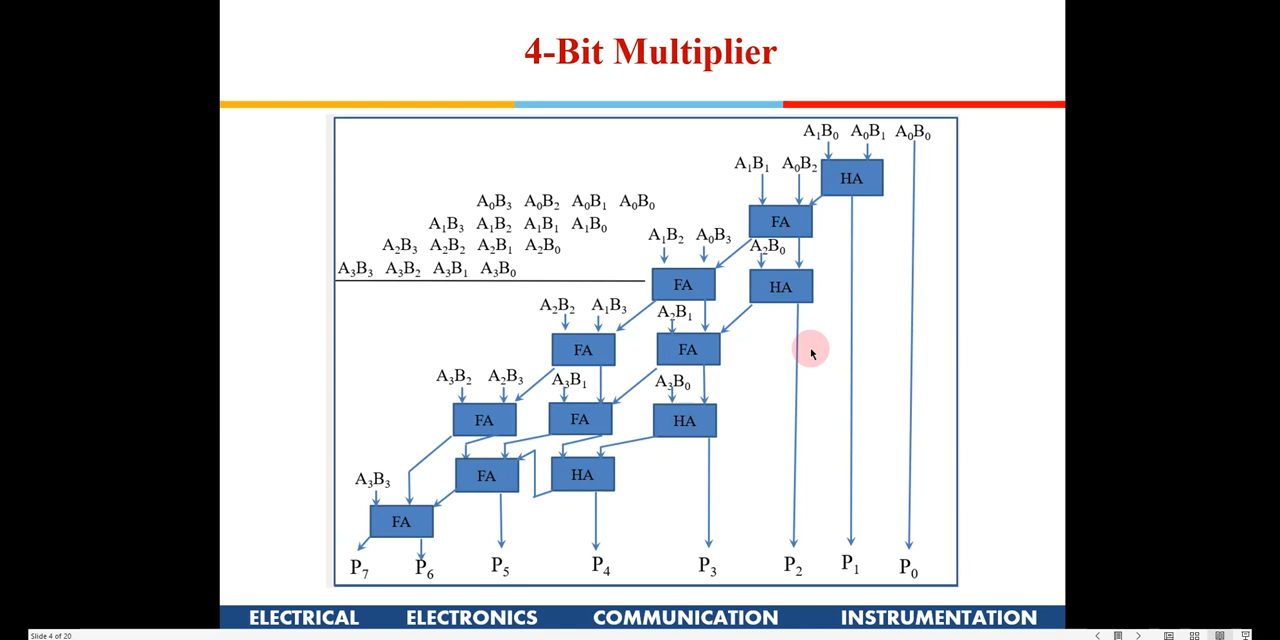 4-Bit Multiplier
A₁B₀ A₀B₁ A₀B₀
A₁B₁ A₀B₂ HA
A₀B₃ A₀B₂ A₀B₁ A₀B₀
FA
A₁B₃ A₁B₂ A₁B₁ A₁B₀
A₁B₂ A₀B₃
A₂B₃ A₂B₂ A₂B₁ A₂B₀ A₂B₀
A₃B₃ A₃B₂ A₃B₁ A₃B₀
FA HA
A₂B₂ A₁B₃ A₂B₁
FA FA
A₃B₂ A₂B₃ A₃B₁ A₃B₀
FA FA HA
FA HA
A₃B₃
FA
P₇ P₆ P₅ P₄ P₃ P₂ P₁ P₀
ELECTRICAL ELECTRONICS COMMUNICATION INSTRUMENTATION
Slide 4 of 20